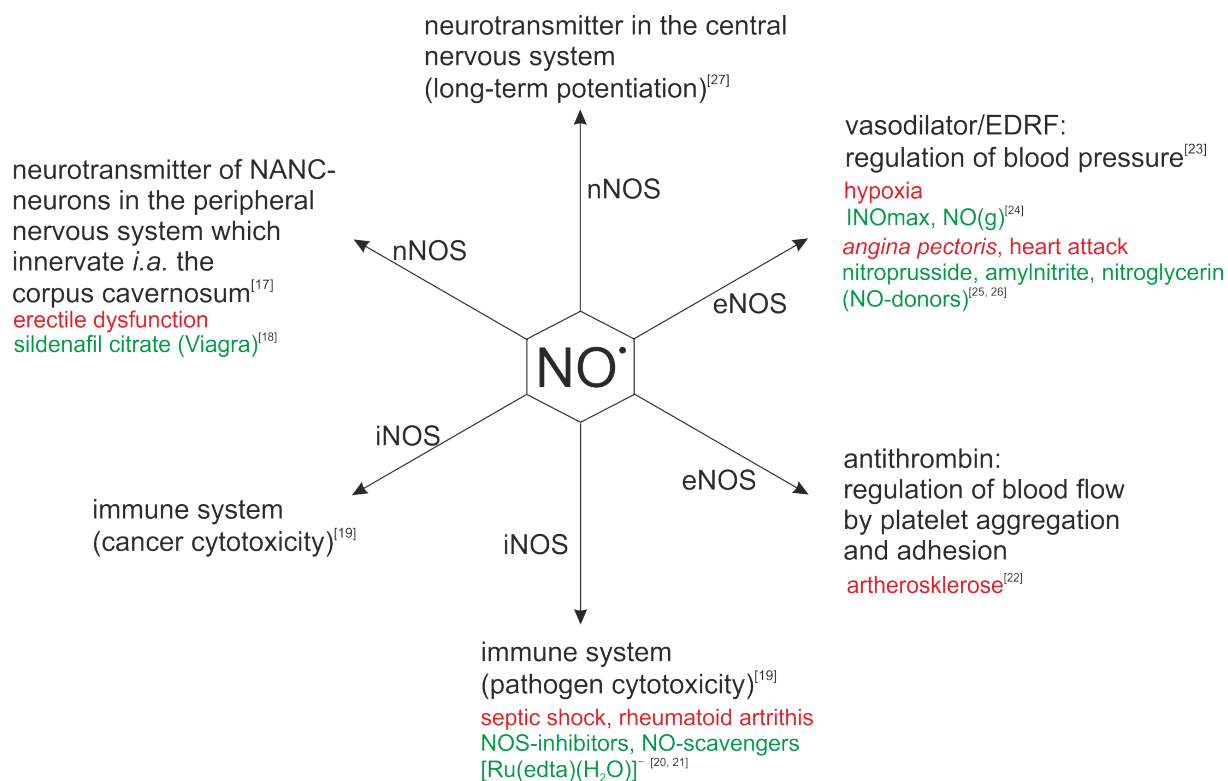 neurotransmitter in the central
nervous system
(long-term potentiation)[27]
nNOS
vasodilator/EDRF:
regulation of blood pressure[23]
hypoxia
INOmax, NO(g)[24]
angina pectoris, heart attack
nitroprusside, amylnitrite, nitroglycerin
(NO-donors)[25, 26]
eNOS
neurotransmitter of NANC-
neurons in the peripheral
nervous system which
innervate i.a. the
corpus cavernosum[17]
erectile dysfunction
sildenafil citrate (Viagra)[18]
nNOS
NO•
iNOS
immune system
(cancer cytotoxicity)[19]
eNOS
antithrombin:
regulation of blood flow
by platelet aggregation
and adhesion
artherosklerose[22]
iNOS
immune system
(pathogen cytotoxicity)[19]
septic shock, rheumatoid artrithis
NOS-inhibitors, NO-scavengers
[Ru(edta)(H₂O)]⁻ [20, 21]